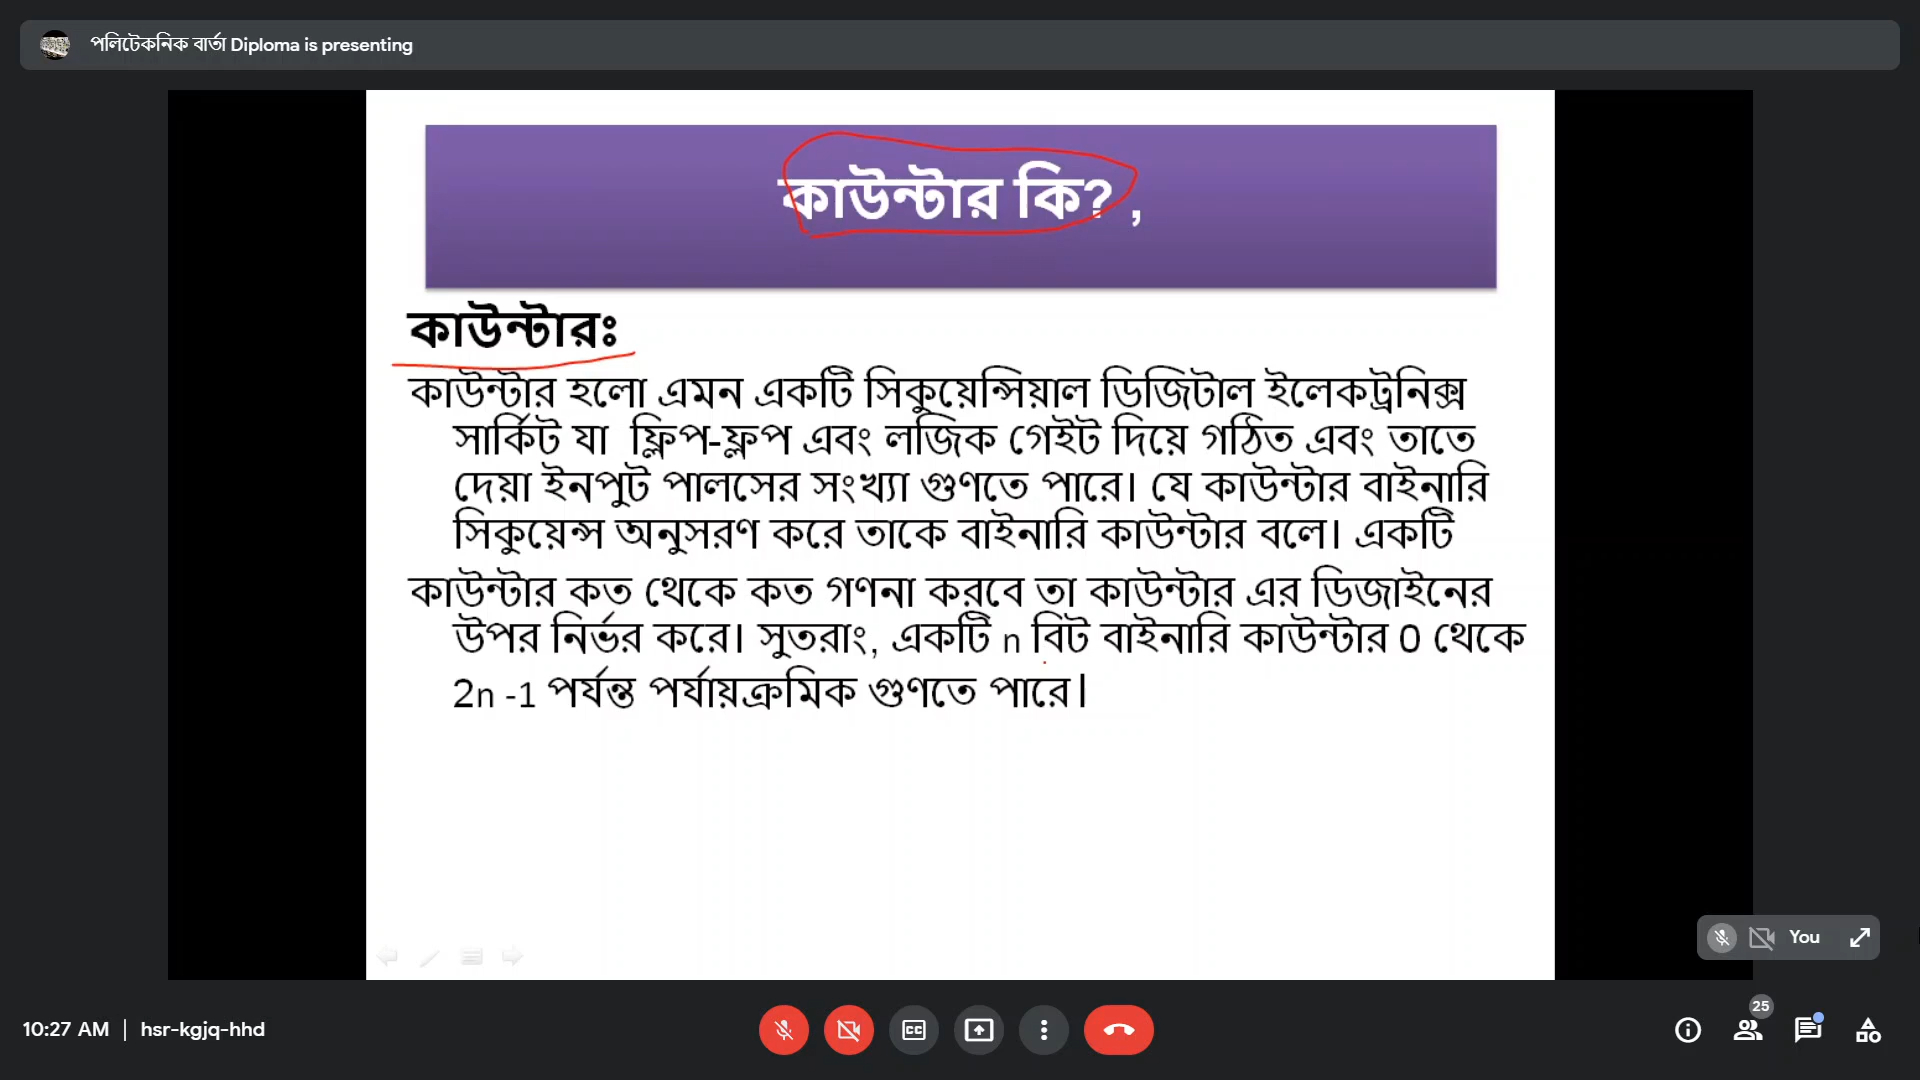 পলিটেকনিক বার্তা Diploma is presenting
কাউন্টার কি? ,
কাউন্টারঃ
কাউন্টার হলো এমন একটি সিকুয়েন্সিয়াল ডিজিটাল ইলেকট্রনিক্স
সার্কিট যা ফ্লিপ-ফ্লপ এবং লজিক গেইট দিয়ে গঠিত এবং তাতে
দেয়া ইনপুট পালসের সংখ্যা গুণতে পারে। যে কাউন্টার বাইনারি
সিকুয়েন্স অনুসরণ করে তাকে বাইনারি কাউন্টার বলে। একটি
কাউন্টার কত থেকে কত গণনা করবে তা কাউন্টার এর ডিজাইনের
উপর নির্ভর করে। সুতরাং, একটি n বিট বাইনারি কাউন্টার 0 থেকে
2n -1 পর্যন্ত পর্যায়ক্রমিক গুণতে পারে।
You
25
10:27 AM | hsr-kgjq-hhd
CC